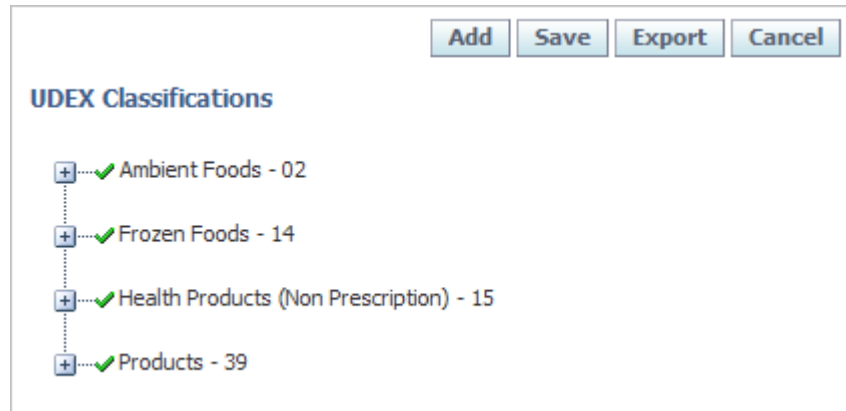 Add Save Export Cancel
UDEX Classifications
Ambient Foods - 02
Frozen Foods - 14
Health Products (Non Prescription) - 15
Products - 39